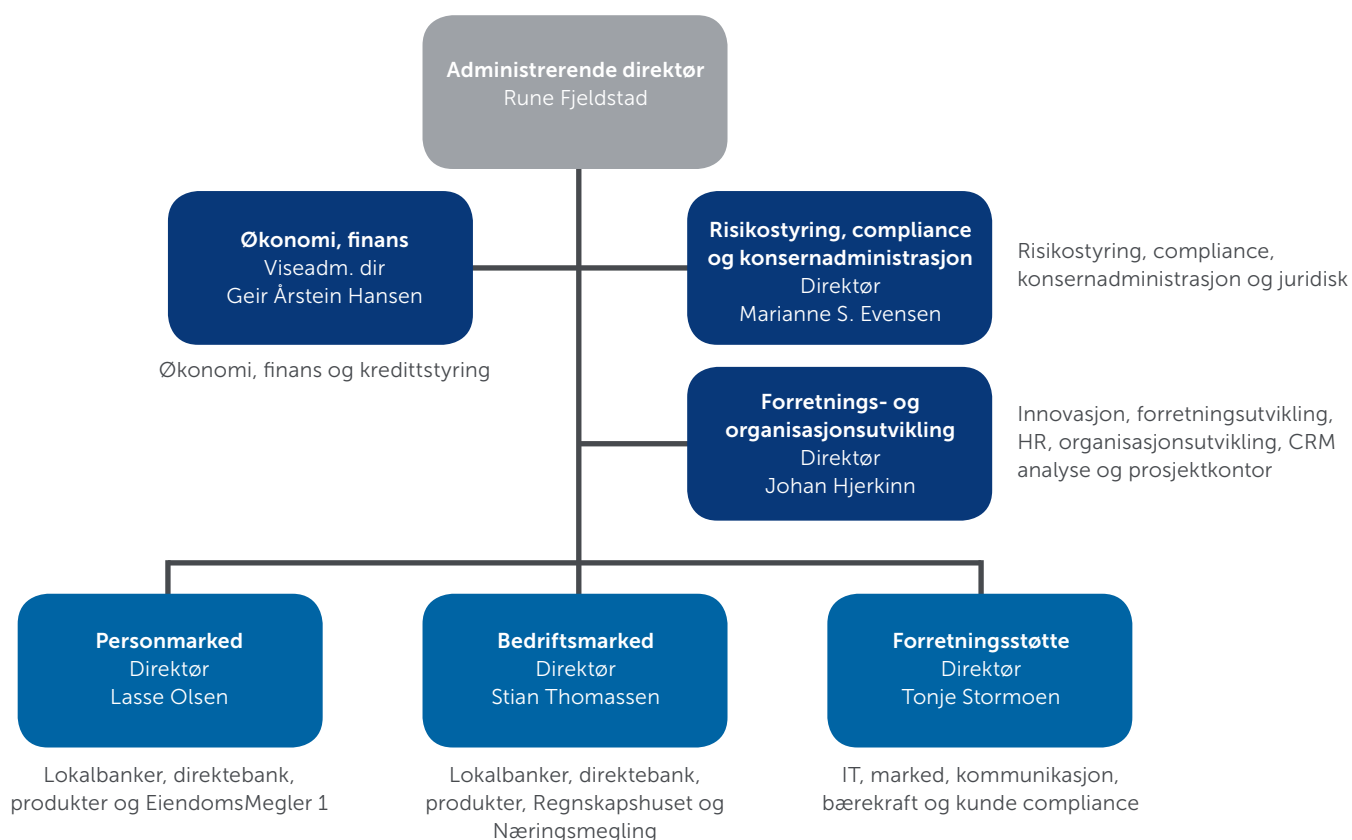 Administrerende direktør
Rune Fjeldstad
Økonomi, finans
Viseadm. dir
Geir Årstein Hansen
Økonomi, finans og kredittstyring
Risikostyring, compliance
og konsernadministrasjon
Direktør
Marianne S. Evensen
Risikostyring, compliance,
konsernadministrasjon og juridisk
Forretnings- og
organisasjonsutvikling
Direktør
Johan Hjerkinn
Innovasjon, forretningsutvikling,
HR, organisasjonsutvikling, CRM
analyse og prosjektkontor
Personmarked
Direktør
Lasse Olsen
Lokalbanker, direktebank,
produkter og EiendomsMegler 1
Bedriftsmarked
Direktør
Stian Thomassen
Lokalbanker, direktebank,
produkter, Regnskapshuset og
Næringsmegling
Forretningsstøtte
Direktør
Tonje Stormoen
IT, marked, kommunikasjon,
bærekraft og kunde compliance